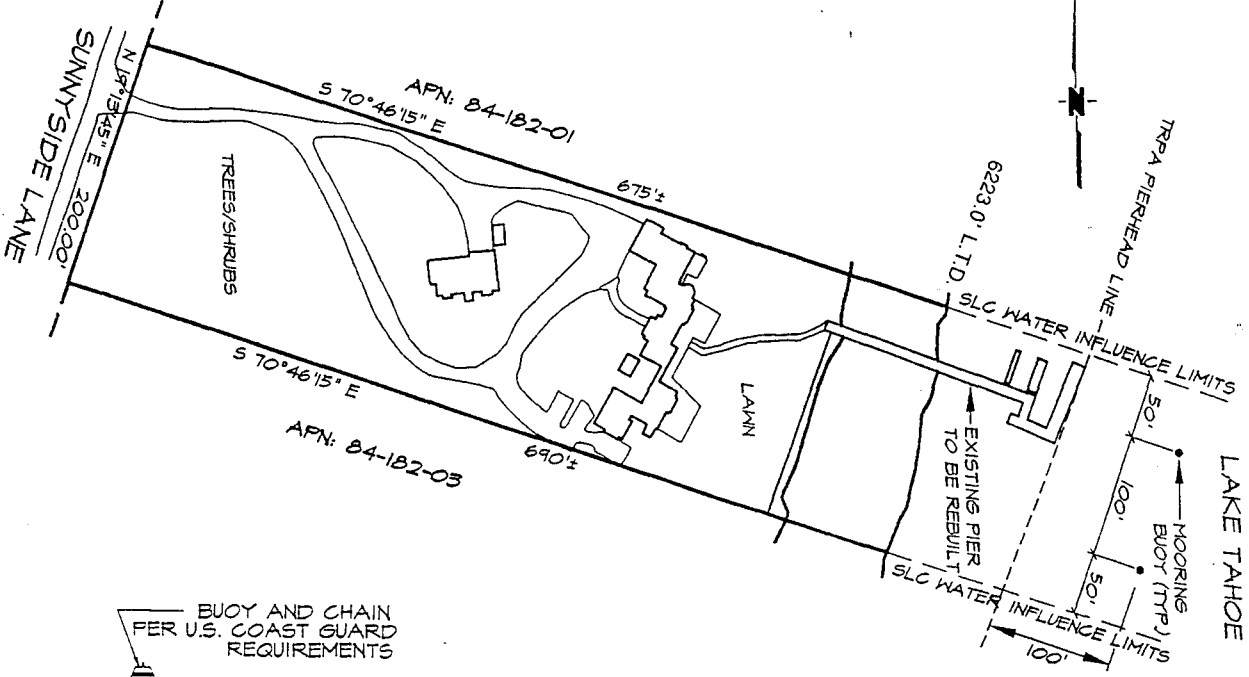 N
TRPA PIERHEAD LINE
6223.0' L.T.D.
APN: 84-182-01
S 70°46'15" E
675'±
N 19°13'45" E 200.00'
SUNNYSIDE LANE
TREES/SHRUBS
S 70°46'15" E
APN: 84-182-03
690'±
LAWN
SLC WATER INFLUENCE LIMITS
EXISTING PIER
TO BE REBUILT
50'
100'
50'
MOORING
BUOY (TYP.)
LAKE TAHOE
SLC WATER INFLUENCE LIMITS
100'
BUOY AND CHAIN
PER U.S. COAST GUARD
REQUIREMENTS